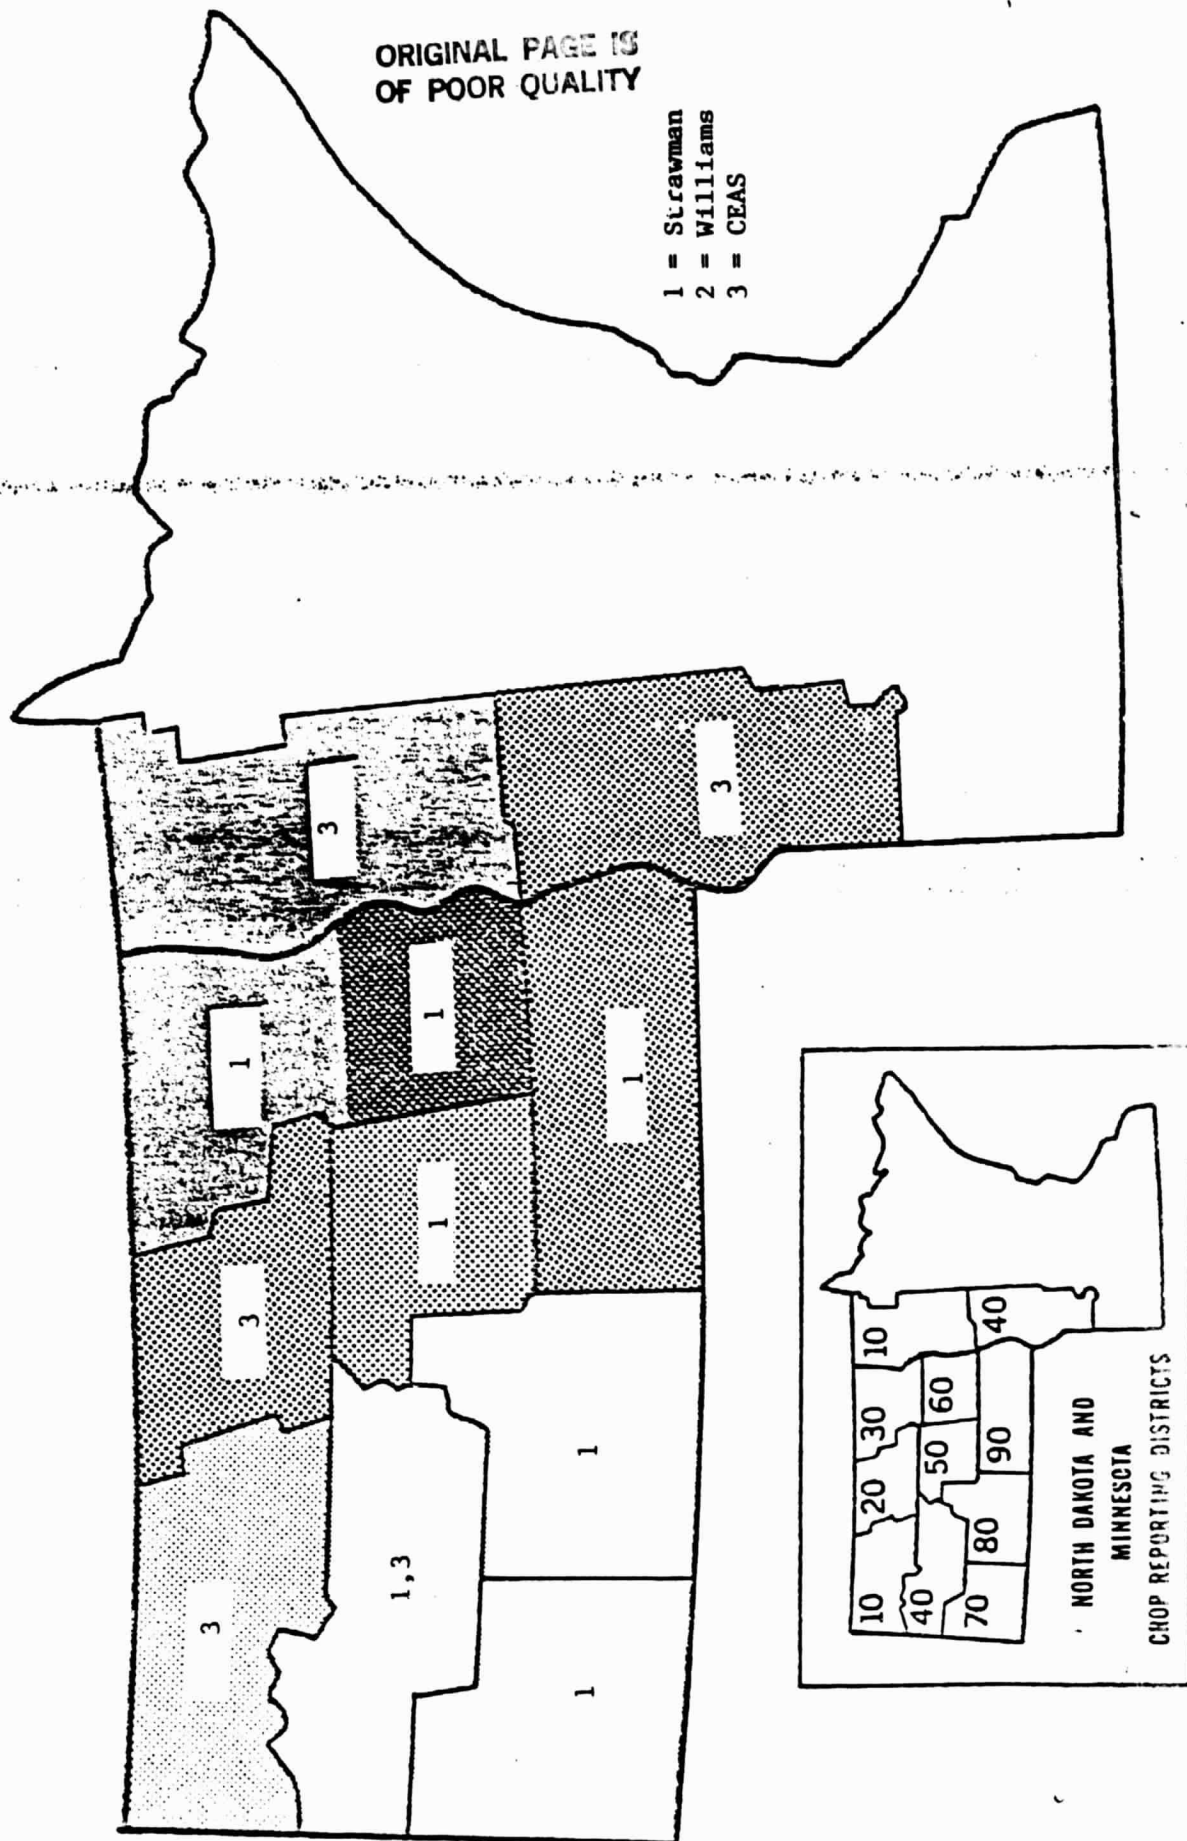 ORIGINAL PAGE IS
OF POOR QUALITY
1 = Strawman
2 = Williams
3 = CEAS
3
3
1
3
1
3
1
1
1,3
1
1
10
20
30
10
40
50
60
40
70
80
90
NORTH DAKOTA AND
MINNESOTA
CROP REPORTING DISTRICTS